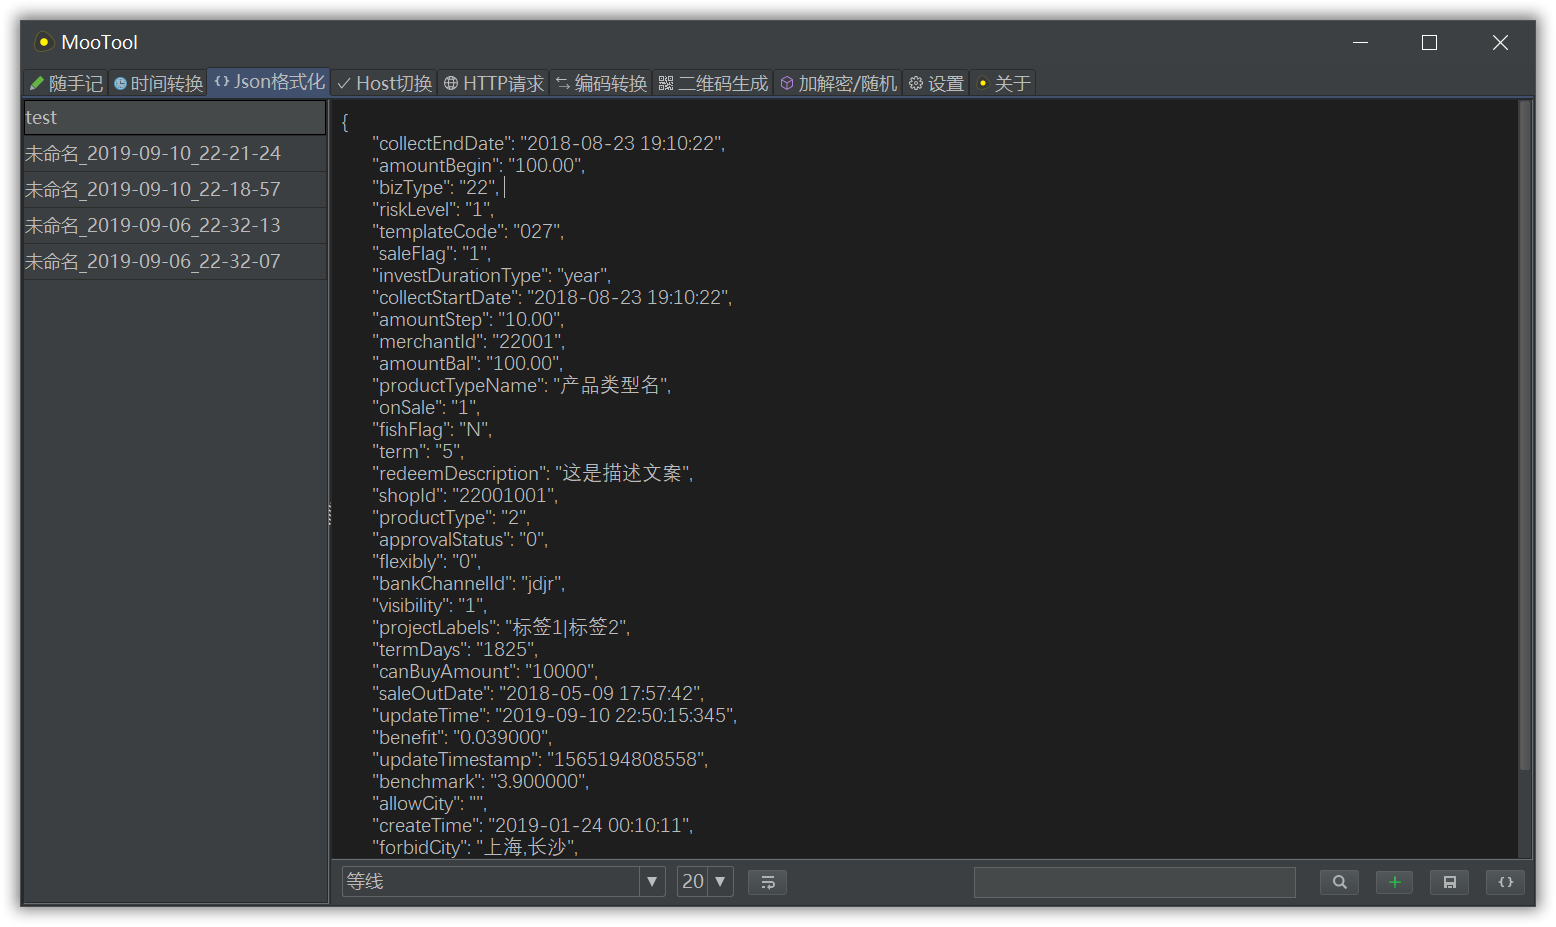 MooTool
随手记 时间转换 Json格式化 Host切换 HTTP请求 编码转换 二维码生成 加解密/随机 设置 关于
test
未命名_2019-09-10_22-21-24
未命名_2019-09-10_22-18-57
未命名_2019-09-06_22-32-13
未命名_2019-09-06_22-32-07
{
"collectEndDate": "2018-08-23 19:10:22",
"amountBegin": "100.00",
"bizType": "22",
"riskLevel": "1",
"templateCode": "027",
"saleFlag": "1",
"investDurationType": "year",
"collectStartDate": "2018-08-23 19:10:22",
"amountStep": "10.00",
"merchantId": "22001",
"amountBal": "100.00",
"productTypeName": "产品类型名",
"onSale": "1",
"fishFlag": "N",
"term": "5",
"redeemDescription": "这是描述文案",
"shopId": "22001001",
"productType": "2",
"approvalStatus": "0",
"flexibly": "0",
"bankChannelId": "jdjr",
"visibility": "1",
"projectLabels": "标签1|标签2",
"termDays": "1825",
"canBuyAmount": "10000",
"saleOutDate": "2018-05-09 17:57:42",
"updateTime": "2019-09-10 22:50:15:345",
"benefit": "0.039000",
"updateTimestamp": "1565194808558",
"benchmark": "3.900000",
"allowCity": "",
"createTime": "2019-01-24 00:10:11",
"forbidCity": "上海,长沙",
等线 20